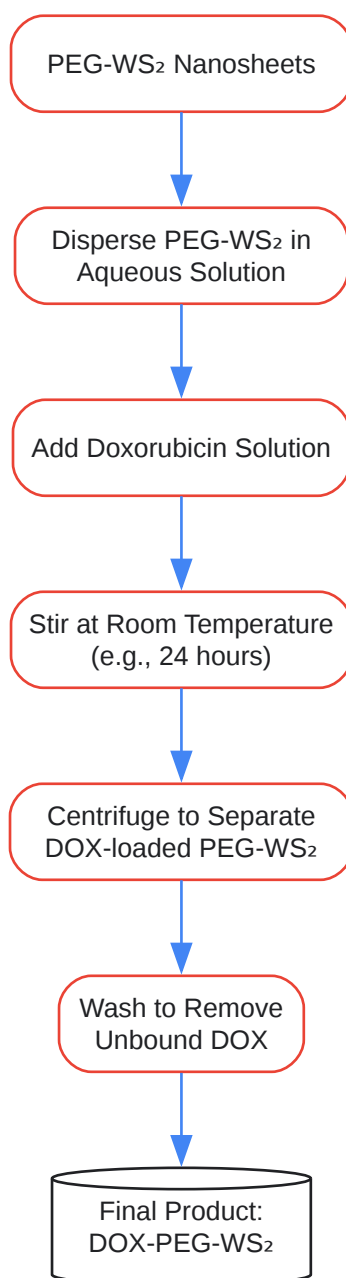 PEG-WS₂ Nanosheets
Disperse PEG-WS₂ in
Aqueous Solution
Add Doxorubicin Solution
Stir at Room Temperature
(e.g., 24 hours)
Centrifuge to Separate
DOX-loaded PEG-WS₂
Wash to Remove
Unbound DOX
Final Product:
DOX-PEG-WS₂